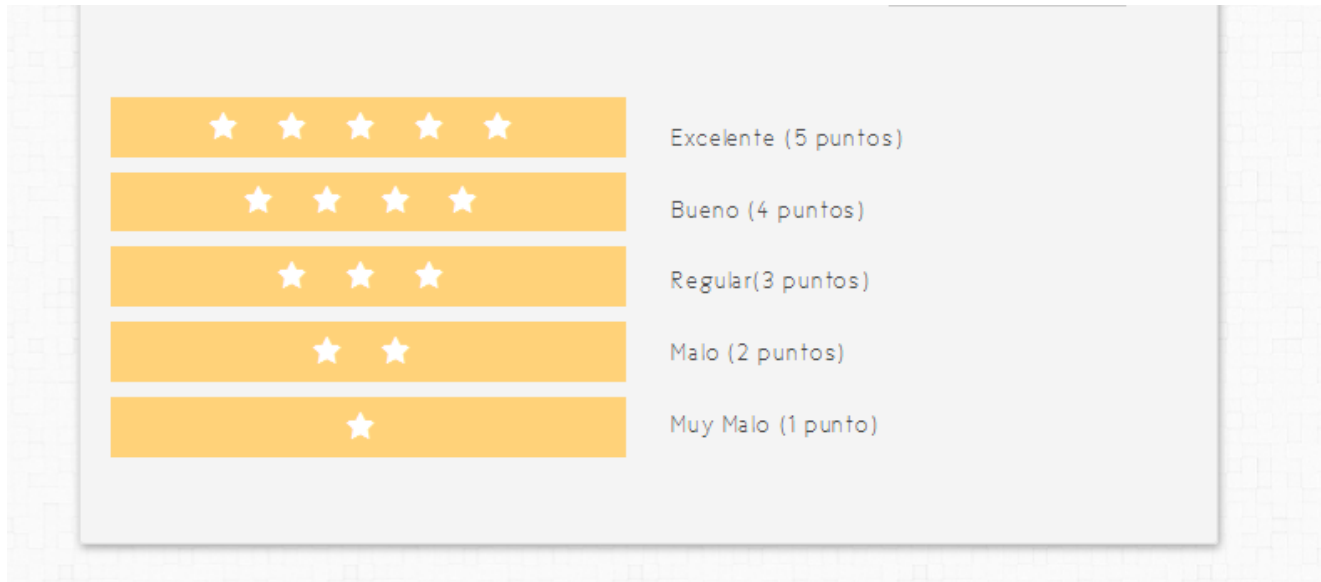 Excelente (5 puntos)
Bueno (4 puntos)
Regular(3 puntos)
Malo (2 puntos)
Muy Malo (1 punto)